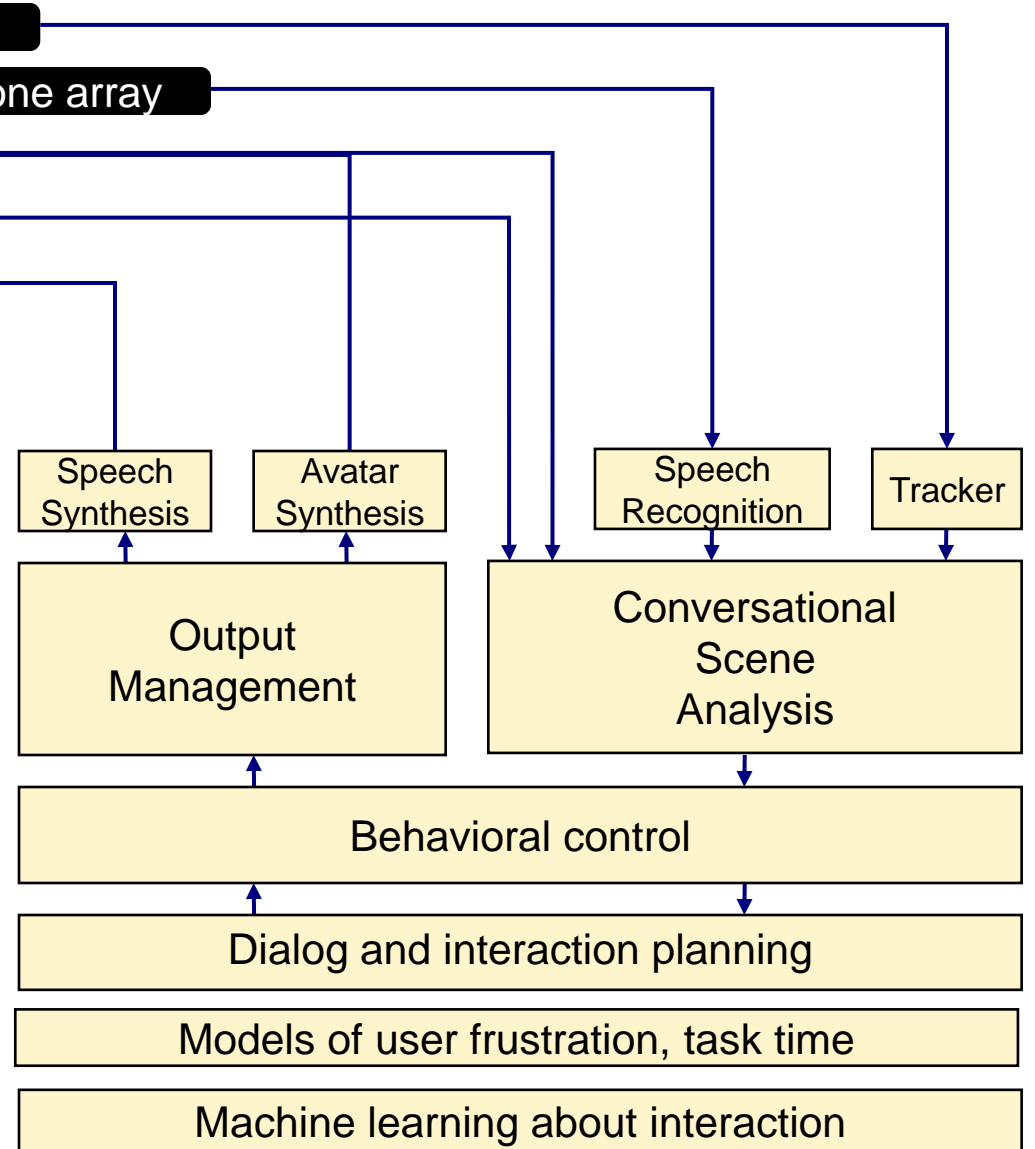 one array
Speech
Synthesis
Avatar
Synthesis
Speech
Recognition
Tracker
Output
Management
Conversational
Scene
Analysis
Behavioral control
Dialog and interaction planning
Models of user frustration, task time
Machine learning about interaction